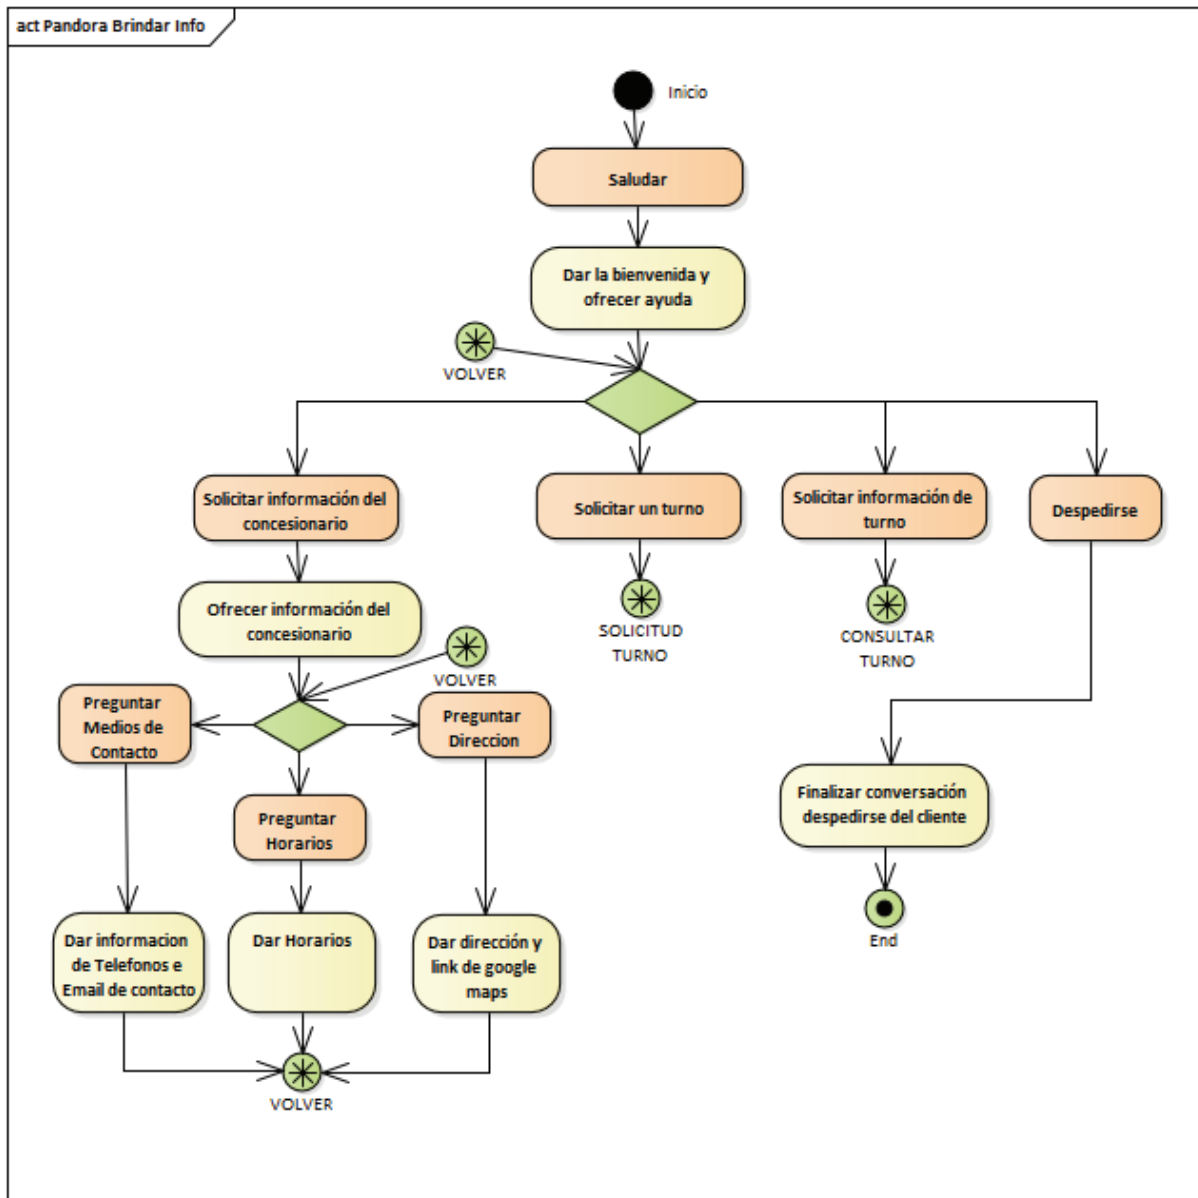 act Pandora Brindar Info
Inicio
Saludar
Dar la bienvenida y
ofrecer ayuda
VOLVER
Solicitar información del
concesionario
Solicitar un turno
Solicitar información de
turno
Despedirse
Ofrecer información del
concesionario
SOLICITUD
TURNO
CONSULTAR
TURNO
VOLVER
Preguntar
Medios de
Contacto
Preguntar
Direccion
Preguntar
Horarios
Finalizar conversación
despedirse del cliente
Dar informacion
de Telefonos e
Email de contacto
Dar Horarios
Dar dirección y
link de google
maps
End
VOLVER